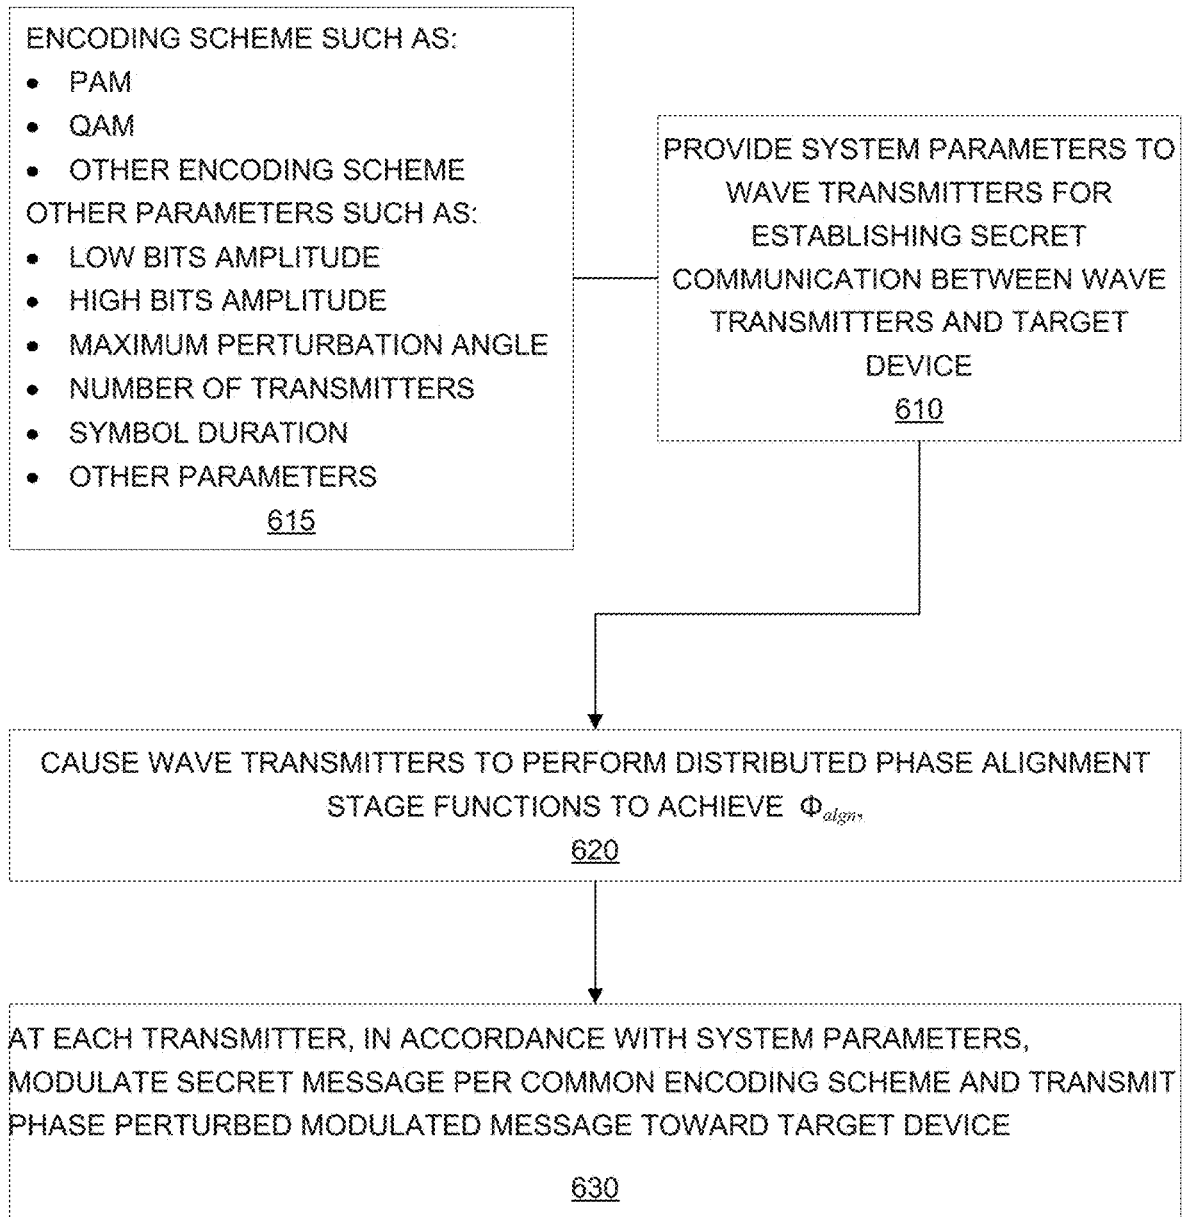 ENCODING SCHEME SUCH AS:
• PAM
• QAM
• OTHER ENCODING SCHEME
OTHER PARAMETERS SUCH AS:
• LOW BITS AMPLITUDE
• HIGH BITS AMPLITUDE
• MAXIMUM PERTURBATION ANGLE
• NUMBER OF TRANSMITTERS
• SYMBOL DURATION
• OTHER PARAMETERS
615
PROVIDE SYSTEM PARAMETERS TO
WAVE TRANSMITTERS FOR
ESTABLISHING SECRET
COMMUNICATION BETWEEN WAVE
TRANSMITTERS AND TARGET
DEVICE
610
CAUSE WAVE TRANSMITTERS TO PERFORM DISTRIBUTED PHASE ALIGNMENT
STAGE FUNCTIONS TO ACHIEVE Φalgn,
620
AT EACH TRANSMITTER, IN ACCORDANCE WITH SYSTEM PARAMETERS,
MODULATE SECRET MESSAGE PER COMMON ENCODING SCHEME AND TRANSMIT
PHASE PERTURBED MODULATED MESSAGE TOWARD TARGET DEVICE
630